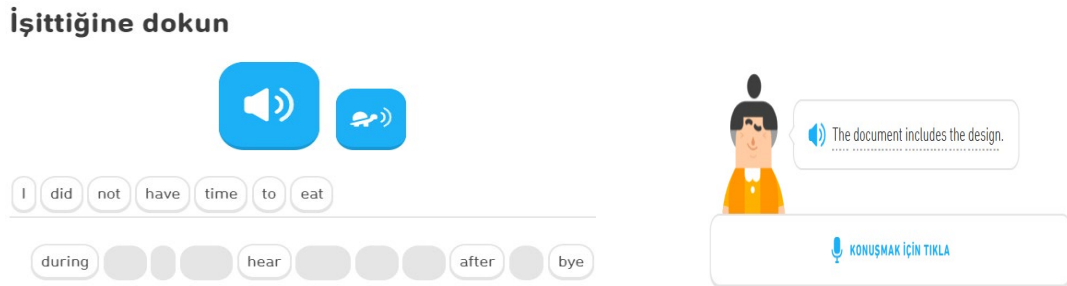 İşittiğine dokun
I did not have time to eat
during hear after bye
The document includes the design.
KONUŞMAK İÇİN TIKLA